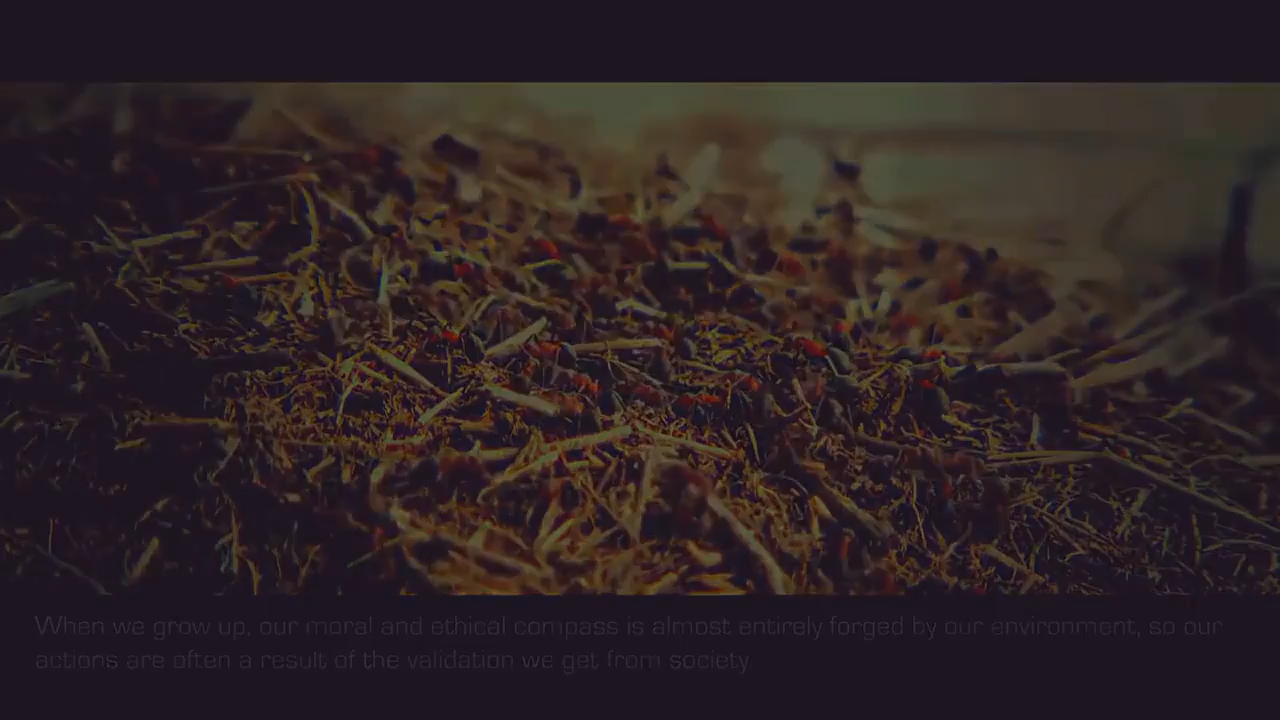 When we grow up, our moral and ethical compass is almost entirely forged by our environment, so our
actions are often a result of the validation we get from society